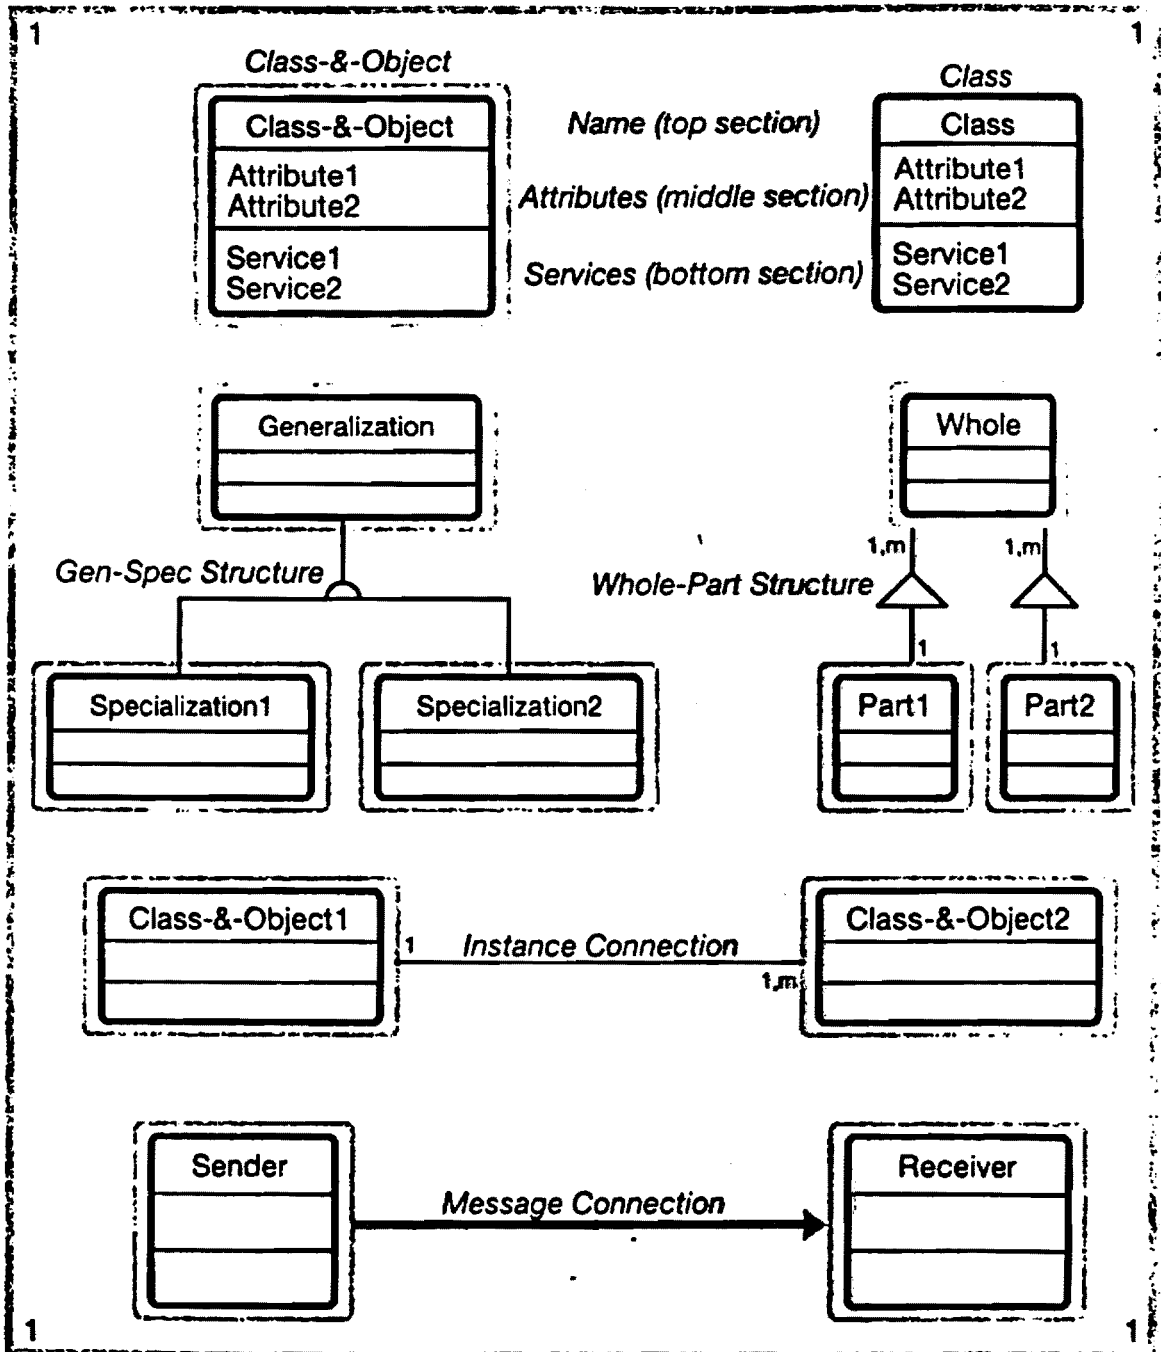 1
1
Class-&-Object
Class
Class-&-Object
Name (top section)
Class
Attribute1
Attribute2
Attributes (middle section)
Attribute1
Attribute2
Service1
Service2
Services (bottom section)
Service1
Service2
Generalization
Whole
Gen-Spec Structure
1,m
1,m
Whole-Part Structure
1
1
Specialization1
Specialization2
Part1
Part2
Class-&-Object1
Class-&-Object2
1
Instance Connection
1,m
Sender
Receiver
Message Connection
1
1